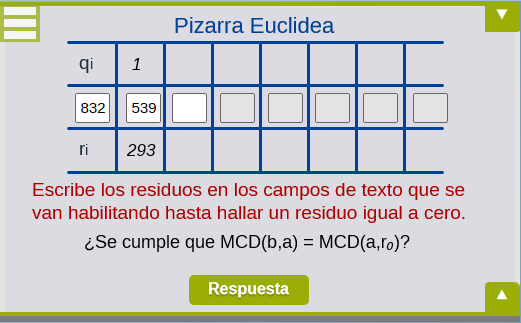 Pizarra Euclidea
qi 1
832 539
ri 293
Escribe los residuos en los campos de texto que se
van habilitando hasta hallar un residuo igual a cero.
¿Se cumple que MCD(b,a) = MCD(a,r₀)?
Respuesta